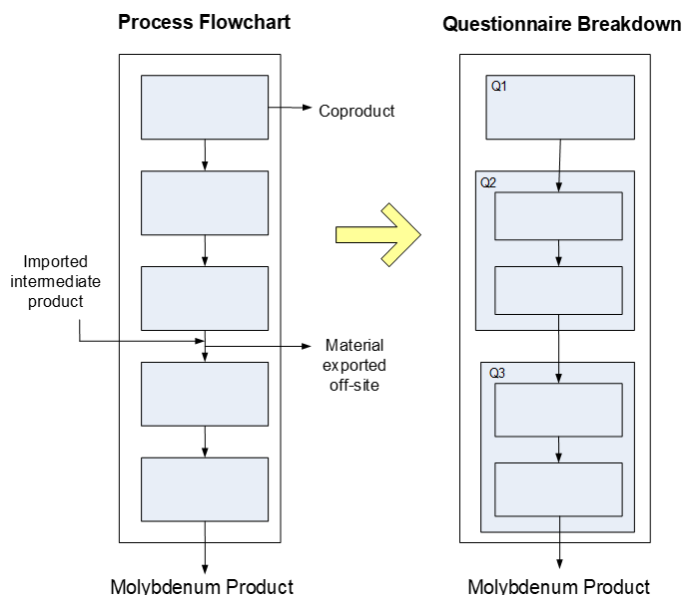 Process Flowchart
Questionnaire Breakdown
Q1
Coproduct
Q2
Imported
intermediate
product
Material
exported
off-site
Q3
Molybdenum Product
Molybdenum Product